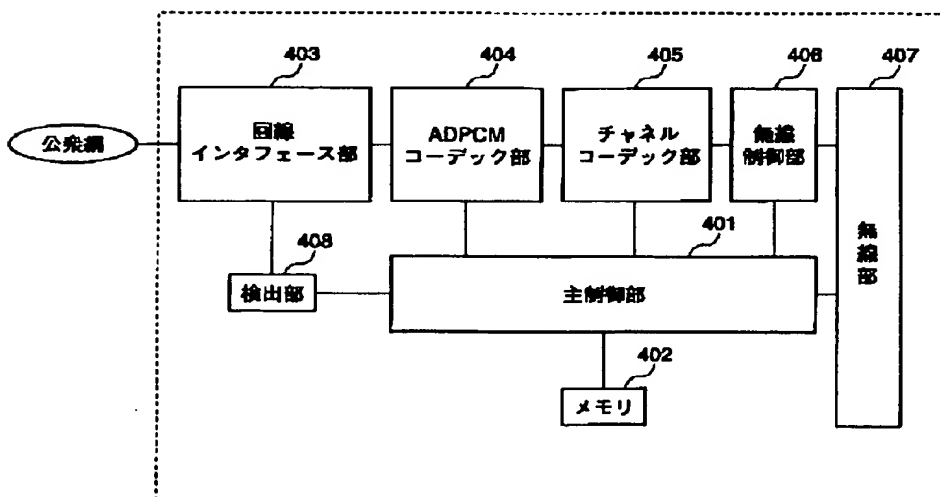 403
404
405
406
407
公衆網
回線
インタフェース部
ADPCM
コーデック部
チャネル
コーデック部
無線
制御部
無線部
408
401
検出部
主制御部
402
メモリ